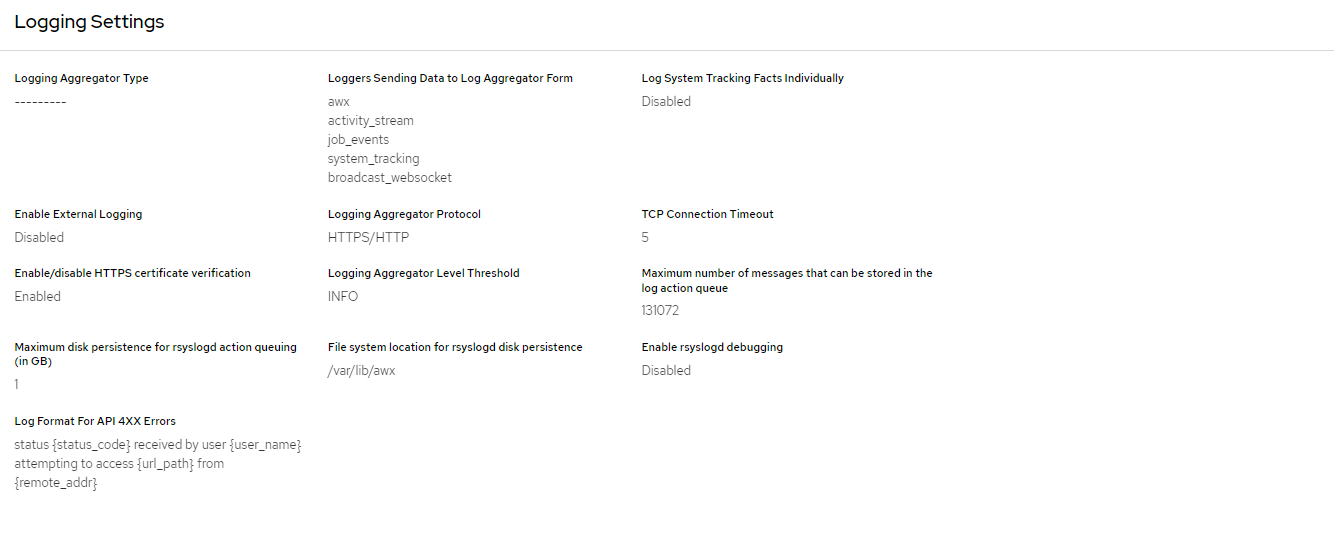 Logging Settings
Logging Aggregator Type
---------
Loggers Sending Data to Log Aggregator Form
awx
activity_stream
job_events
system_tracking
broadcast_websocket
Log System Tracking Facts Individually
Disabled
Enable External Logging
Disabled
Logging Aggregator Protocol
HTTPS/HTTP
TCP Connection Timeout
5
Enable/disable HTTPS certificate verification
Enabled
Logging Aggregator Level Threshold
INFO
Maximum number of messages that can be stored in the
log action queue
131072
Maximum disk persistence for rsyslogd action queuing
(in GB)
1
File system location for rsyslogd disk persistence
/var/lib/awx
Enable rsyslogd debugging
Disabled
Log Format For API 4XX Errors
status {status_code} received by user {user_name}
attempting to access {url_path} from
{remote_addr}